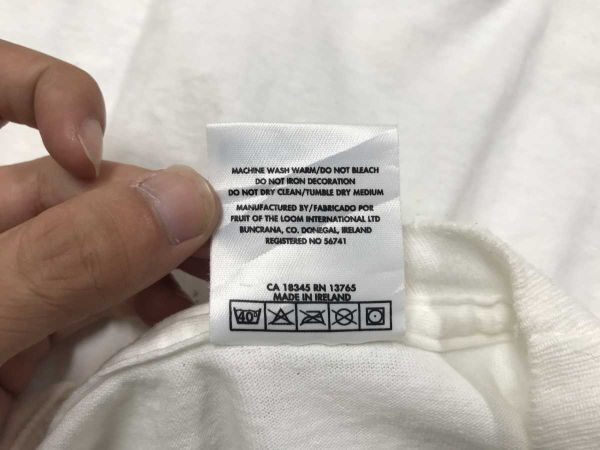 MACHINE WASH WARM/DO NOT BLEACH
DO NOT IRON DECORATION
DO NOT DRY CLEAN/TUMBLE DRY MEDIUM
MANUFACTURED BY/FABRICADO POR
FRUIT OF THE LOOM INTERNATIONAL LTD
BUNCRANA, CO. DONEGAL, IRELAND
REGISTERED NO 56741
CA 18345 RN 13765
MADE IN IRELAND
40°